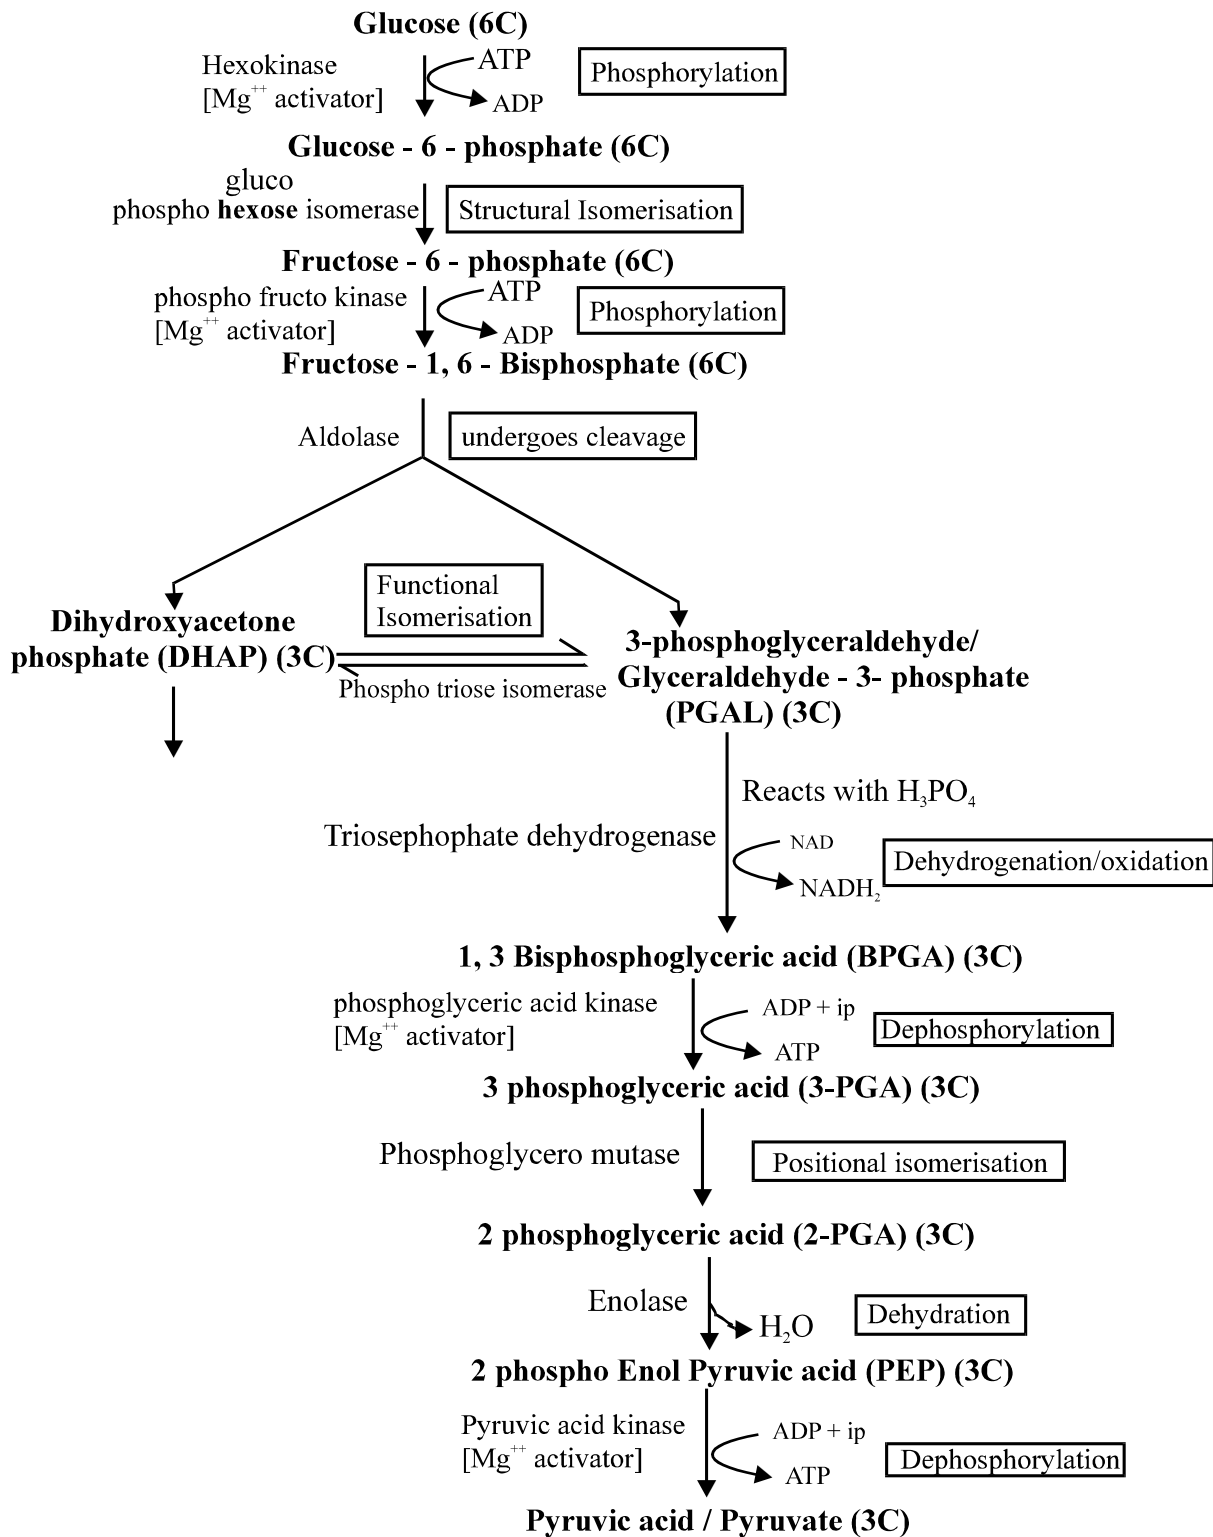 Glucose (6C)
Hexokinase
[Mg++ activator]
ATP
ADP
Phosphorylation
Glucose - 6 - phosphate (6C)
gluco
phospho hexose isomerase
Structural Isomerisation
Fructose - 6 - phosphate (6C)
phospho fructo kinase
[Mg++ activator]
ATP
ADP
Phosphorylation
Fructose - 1, 6 - Bisphosphate (6C)
Aldolase
undergoes cleavage
Functional
Isomerisation
Dihydroxyacetone
phosphate (DHAP) (3C)
Phospho triose isomerase
3-phosphoglyceraldehyde/
Glyceraldehyde - 3- phosphate
(PGAL) (3C)
Reacts with H₃PO₄
Triosephophate dehydrogenase
NAD
NADH₂
Dehydrogenation/oxidation
1, 3 Bisphosphoglyceric acid (BPGA) (3C)
phosphoglyceric acid kinase
[Mg++ activator]
ADP + ip
ATP
Dephosphorylation
3 phosphoglyceric acid (3-PGA) (3C)
Phosphoglycero mutase
Positional isomerisation
2 phosphoglyceric acid (2-PGA) (3C)
Enolase
H₂O
Dehydration
2 phospho Enol Pyruvic acid (PEP) (3C)
Pyruvic acid kinase
[Mg++ activator]
ADP + ip
ATP
Dephosphorylation
Pyruvic acid / Pyruvate (3C)